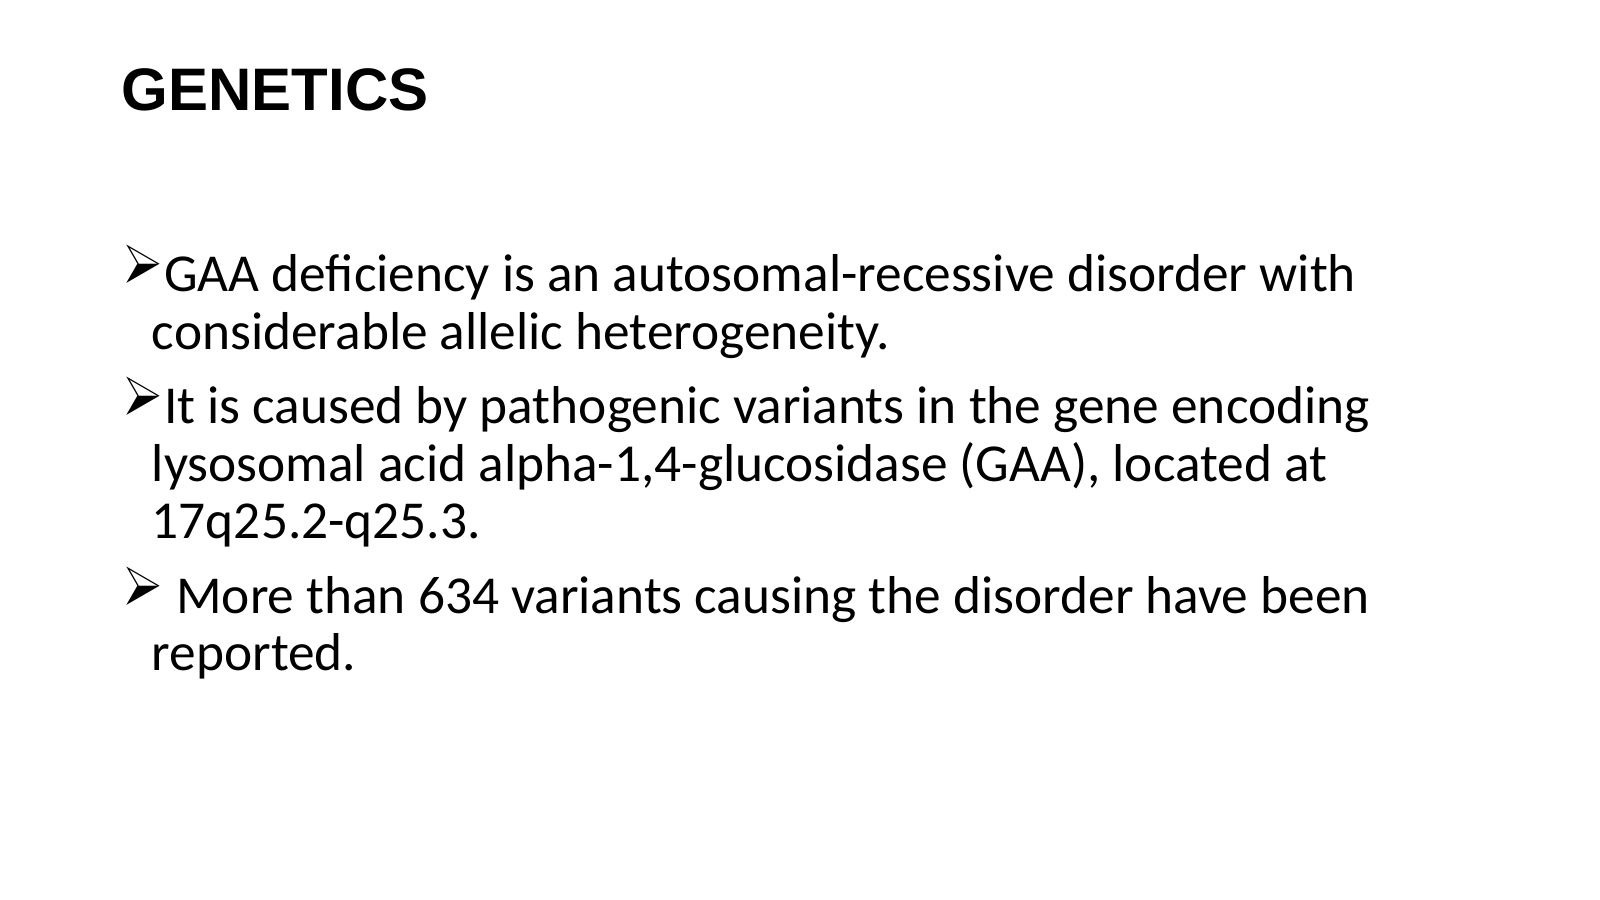 GENETICS
➢GAA deficiency is an autosomal-recessive disorder with
considerable allelic heterogeneity.
➢It is caused by pathogenic variants in the gene encoding
lysosomal acid alpha-1,4-glucosidase (GAA), located at
17q25.2-q25.3.
➢ More than 634 variants causing the disorder have been
reported.